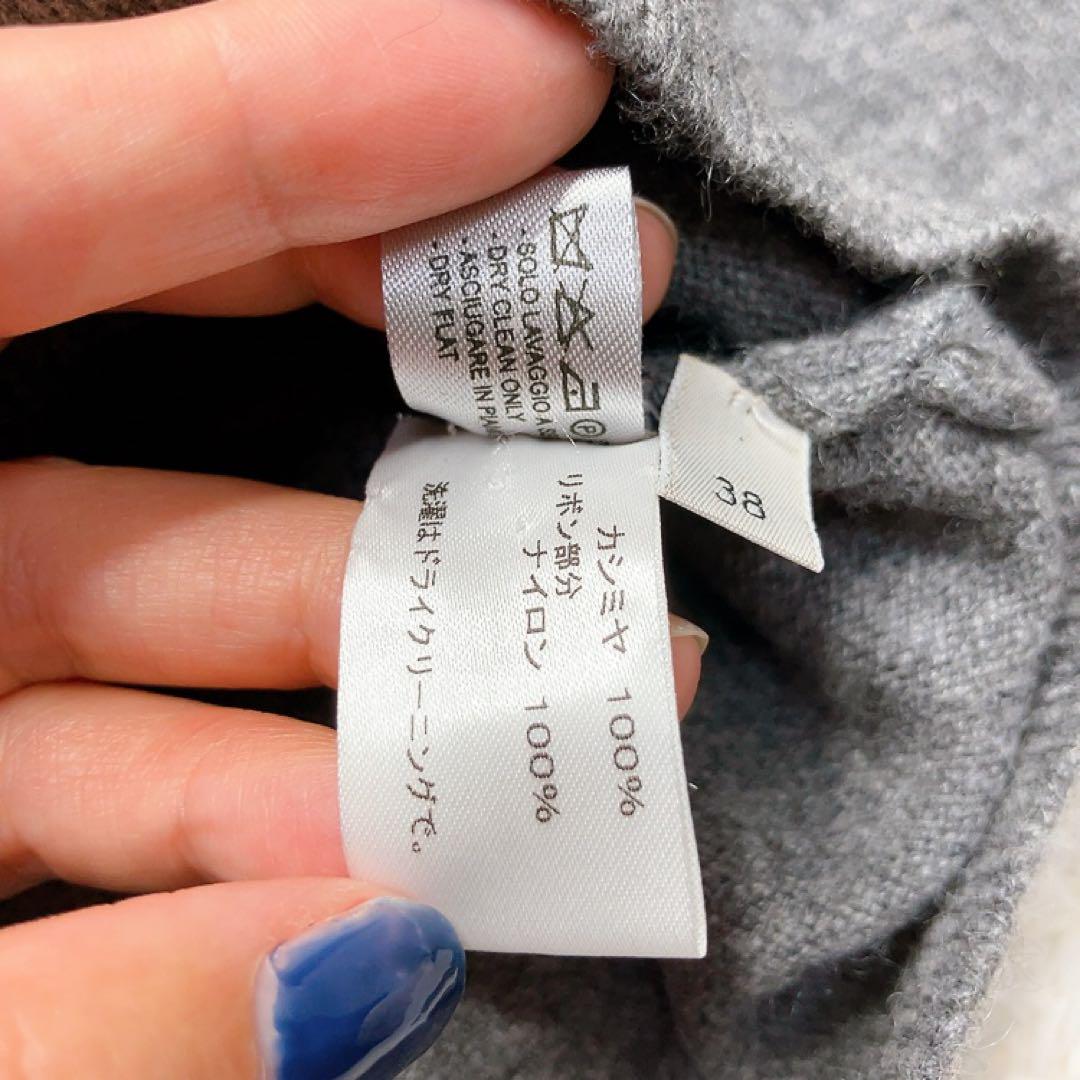 ・SOLO LAVAGGIO A
・DRY CLEAN ONLY
・ASCIUGARE IN
・DRY FLAT
38
カシミヤ 100%
リボン部分
ナイロン 100%
洗濯はドライクリーニングで。